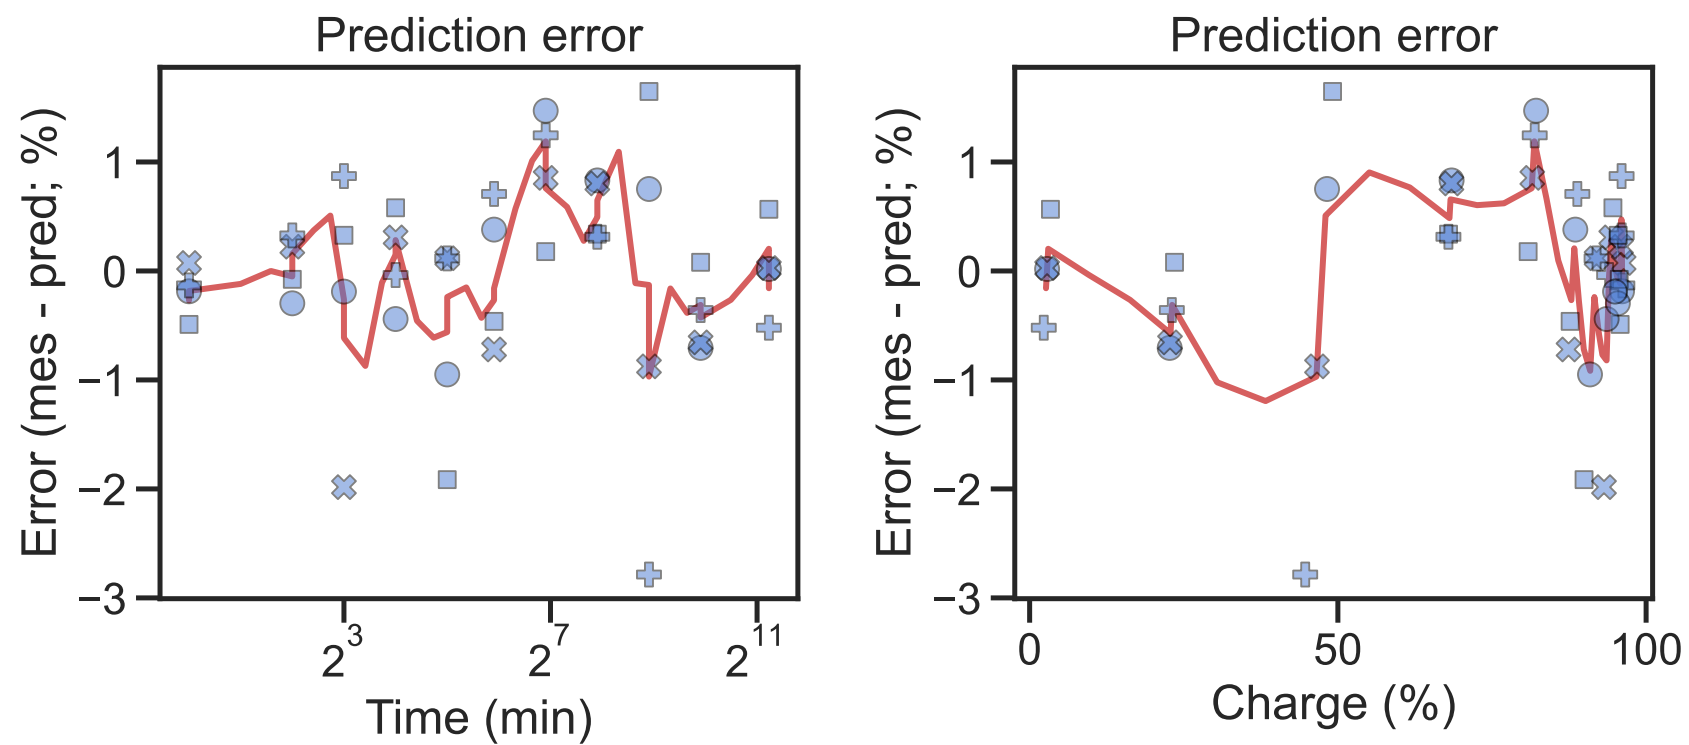 Prediction error
Error (mes - pred; %)
1
0
−1
−2
−3
2^3
2^7
2^11
Time (min)
Prediction error
Error (mes - pred; %)
1
0
−1
−2
−3
0
50
100
Charge (%)